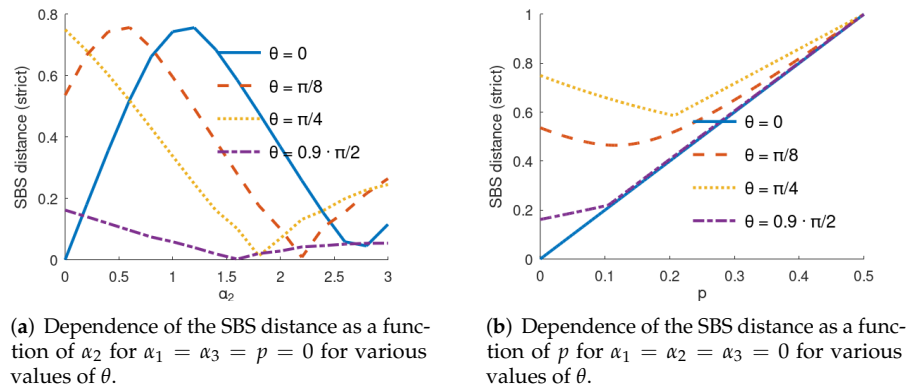 0.8
0.6
0.4
0.2
0
SBS distance (strict)
θ = 0
θ = π/8
θ = π/4
θ = 0.9 · π/2
0 0.5 1 1.5 2 2.5 3
α₂
1
0.8
0.6
0.4
0.2
0
SBS distance (strict)
θ = 0
θ = π/8
θ = π/4
θ = 0.9 · π/2
0 0.1 0.2 0.3 0.4 0.5
p
(a) Dependence of the SBS distance as a func-
tion of α₂ for α₁ = α₃ = p = 0 for various
values of θ.
(b) Dependence of the SBS distance as a func-
tion of p for α₁ = α₂ = α₃ = 0 for various
values of θ.